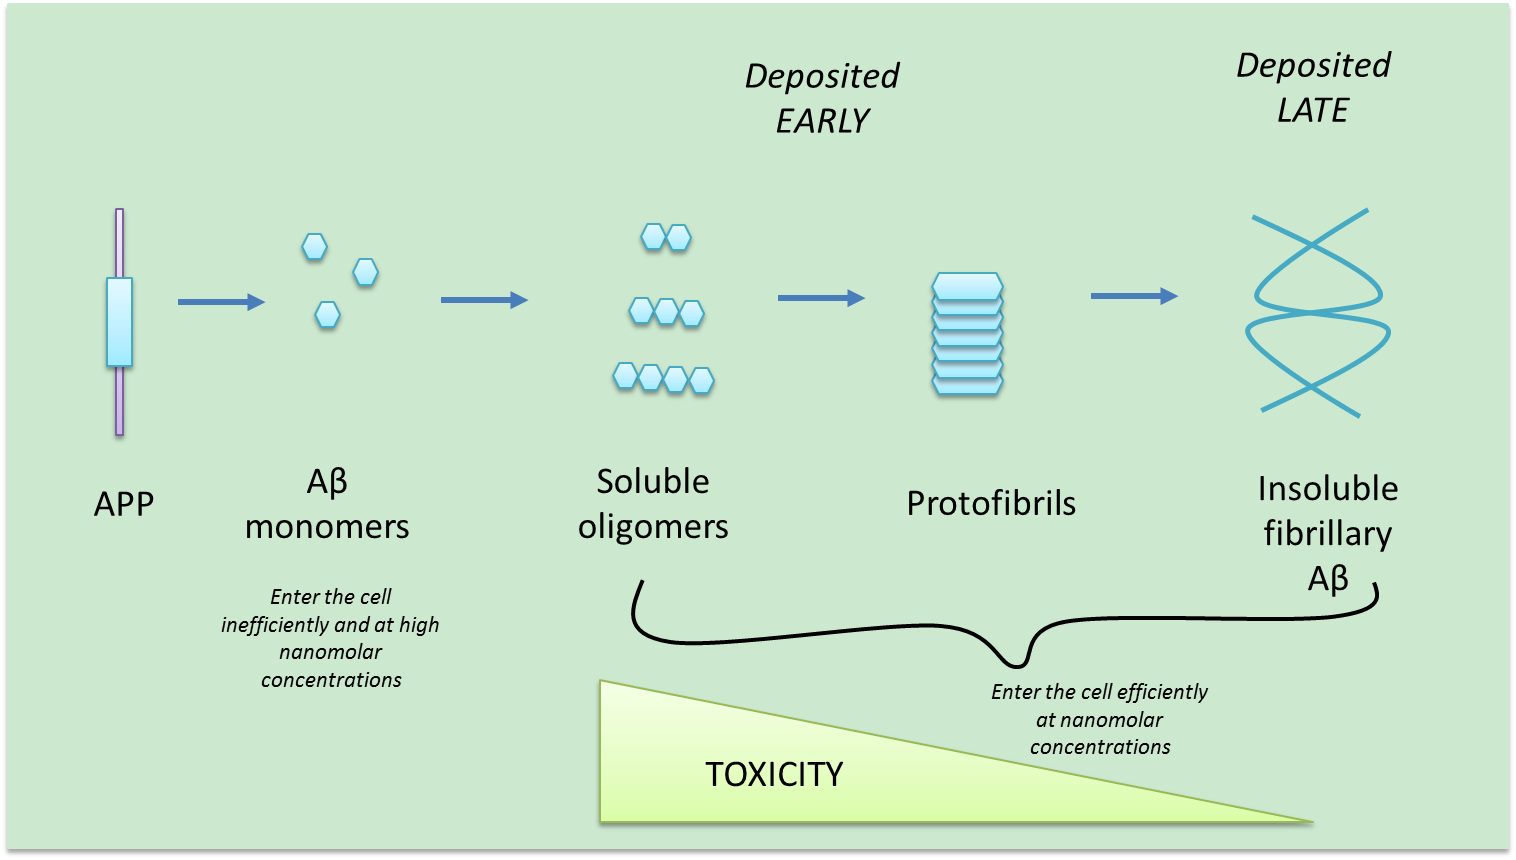 Deposited
EARLY
Deposited
LATE
APP
Aβ
monomers
Soluble
oligomers
Protofibrils
Insoluble
fibrillary
Aβ
Enter the cell
inefficiently and at high
nanomolar
concentrations
Enter the cell efficiently
at nanomolar
concentrations
TOXICITY